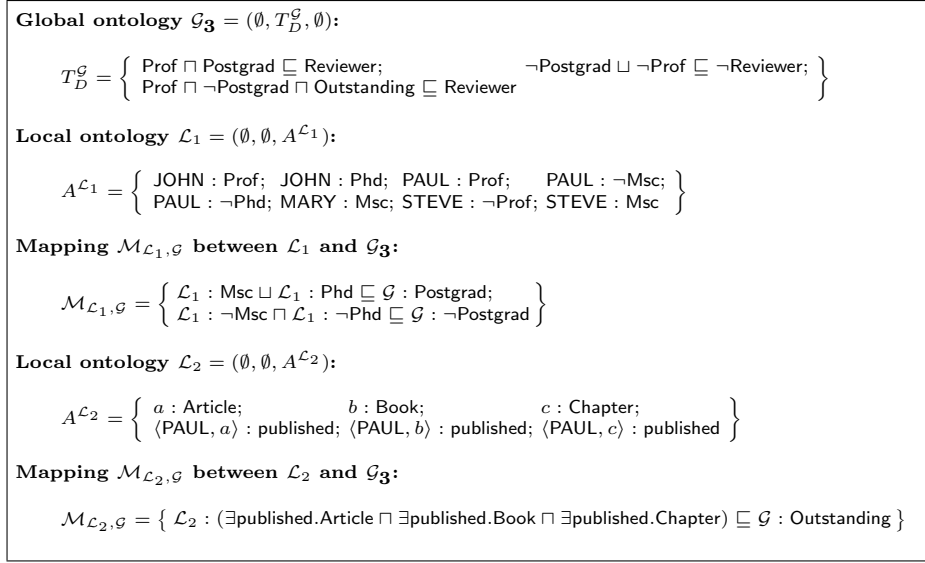 Global ontology 𝒢₃ = (∅, T_D^𝒢, ∅):
T_D^𝒢 = { Prof ⊓ Postgrad ⊑ Reviewer; ¬Postgrad ⊔ ¬Prof ⊑ ¬Reviewer;
Prof ⊓ ¬Postgrad ⊓ Outstanding ⊑ Reviewer }
Local ontology ℒ₁ = (∅, ∅, A^ℒ₁):
A^ℒ₁ = { JOHN : Prof; JOHN : Phd; PAUL : Prof; PAUL : ¬Msc;
PAUL : ¬Phd; MARY : Msc; STEVE : ¬Prof; STEVE : Msc }
Mapping ℳ_ℒ₁,𝒢 between ℒ₁ and 𝒢₃:
ℳ_ℒ₁,𝒢 = { ℒ₁ : Msc ⊔ ℒ₁ : Phd ⊑ 𝒢 : Postgrad;
ℒ₁ : ¬Msc ⊓ ℒ₁ : ¬Phd ⊑ 𝒢 : ¬Postgrad }
Local ontology ℒ₂ = (∅, ∅, A^ℒ₂):
A^ℒ₂ = { a : Article; b : Book; c : Chapter;
⟨PAUL, a⟩ : published; ⟨PAUL, b⟩ : published; ⟨PAUL, c⟩ : published }
Mapping ℳ_ℒ₂,𝒢 between ℒ₂ and 𝒢₃:
ℳ_ℒ₂,𝒢 = { ℒ₂ : (∃published.Article ⊓ ∃published.Book ⊓ ∃published.Chapter) ⊑ 𝒢 : Outstanding }